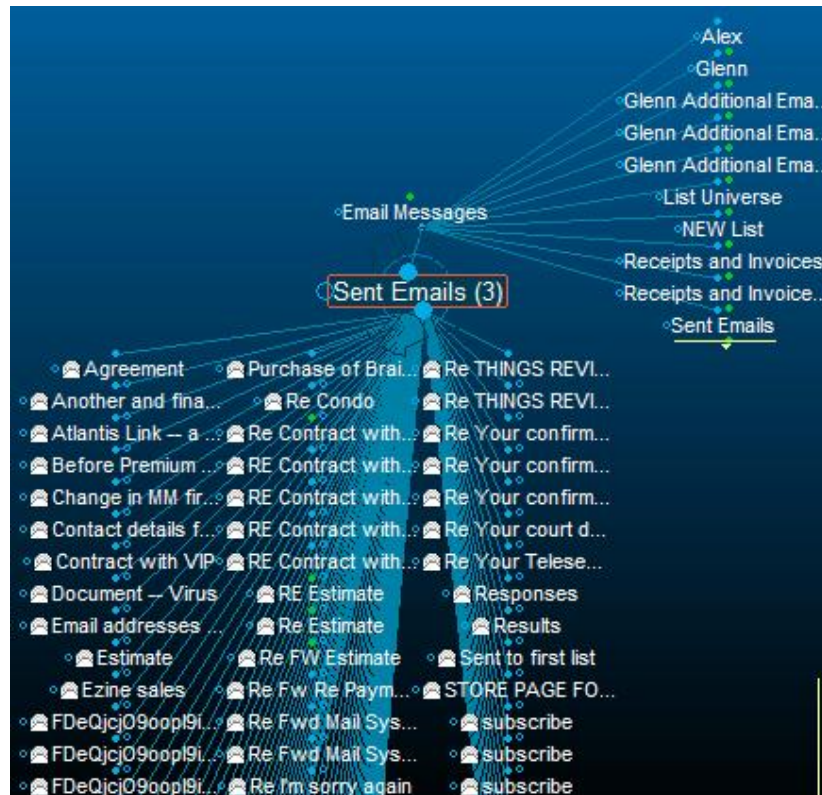 Alex
Glenn
Glenn Additional Ema...
Glenn Additional Ema...
Glenn Additional Ema...
List Universe
NEW List
Receipts and Invoices
Receipts and Invoice...
Sent Emails
Email Messages
Sent Emails (3)
Agreement
Another and fina...
Atlantis Link -- a ...
Before Premium ...
Change in MM fir...
Contact details f...
Contract with VIP
Document -- Virus
Email addresses ...
Estimate
Ezine sales
FDeQjcjO9oopl9i...
FDeQjcjO9oopl9i...
FDeQjcjO9oopl9i...
Purchase of Brai...
Re Condo
Re Contract with...
RE Contract with...
RE Contract with...
RE Contract with...
RE Contract with...
RE Estimate
Re Estimate
Re FW Estimate
Re Fw Re Paym...
Re Fwd Mail Sys...
Re Fwd Mail Sys...
Re I'm sorry again
Re THINGS REVI...
Re THINGS REVI...
Re Your confirm...
Re Your confirm...
Re Your confirm...
Re Your court d...
Re Your Telese...
Responses
Results
Sent to first list
STORE PAGE FO...
subscribe
subscribe
subscribe